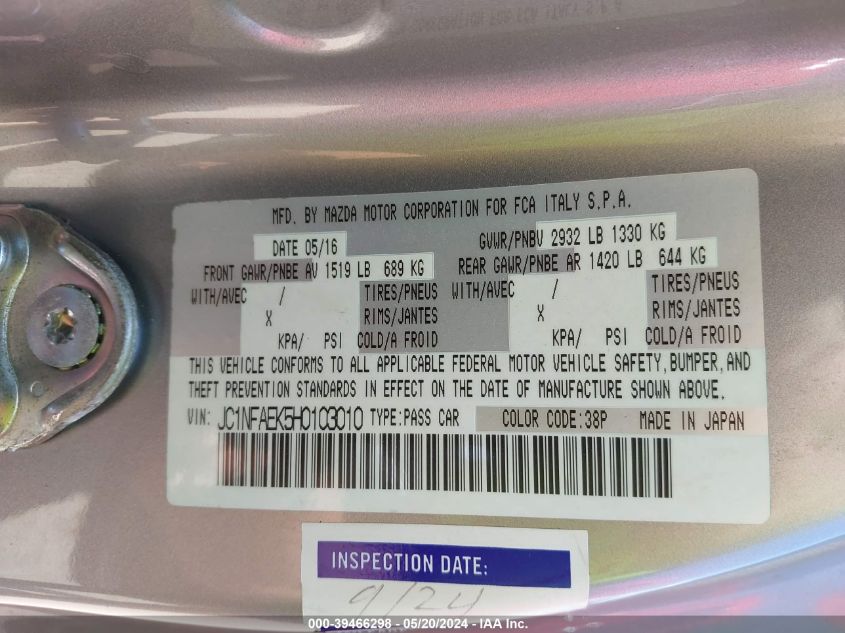 MFD. BY MAZDA MOTOR CORPORATION FOR FCA ITALY S.P.A.
DATE 05/16 GVWR/PNBV 2932 LB 1330 KG
FRONT GAWR/PNBE AV 1519 LB 689 KG REAR GAWR/PNBE AR 1420 LB 644 KG
WITH/AVEC / TIRES/PNEUS WITH/AVEC / TIRES/PNEUS
X RIMS/JANTES X RIMS/JANTES
KPA/ PSI COLD/A FROID KPA/ PSI COLD/A FROID
THIS VEHICLE CONFORMS TO ALL APPLICABLE FEDERAL MOTOR VEHICLE SAFETY, BUMPER, AND
THEFT PREVENTION STANDARDS IN EFFECT ON THE DATE OF MANUFACTURE SHOWN ABOVE.
VIN: JC1NFAEK5H0103010 TYPE:PASS CAR COLOR CODE:38P MADE IN JAPAN
INSPECTION DATE:
9/24
000-39466298 - 05/20/2024 - IAA Inc.